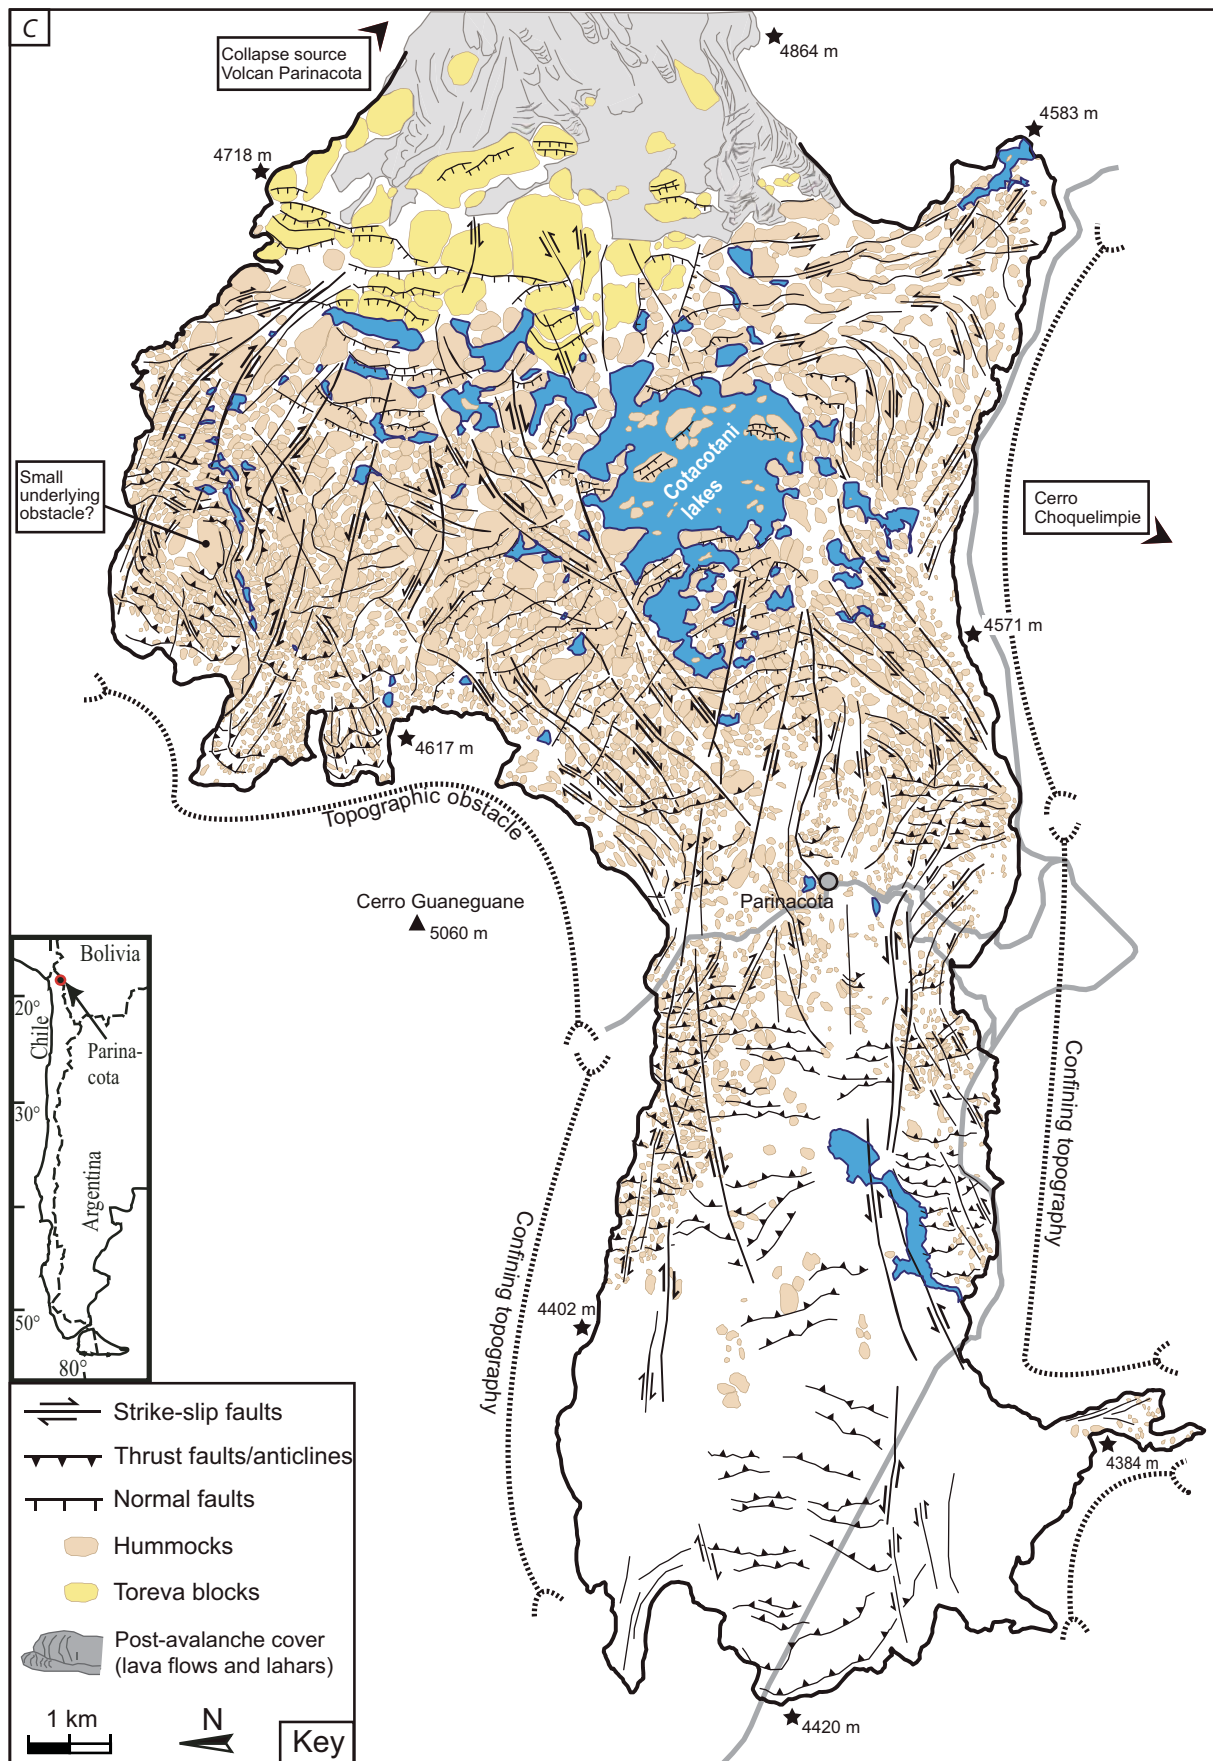 C
Collapse source
Volcan Parinacota
4864 m
4583 m
4718 m
Small
underlying
obstacle?
Cotacotani
lakes
Cerro
Choquelimpie
4571 m
4617 m
Topographic obstacle
Cerro Guaneguane
5060 m
Parinacota
Confining topography
Confining topography
4402 m
4384 m
4420 m
Bolivia
20°
Chile
Parina-
cota
30°
Argentina
50°
80°
Strike-slip faults
Thrust faults/anticlines
Normal faults
Hummocks
Toreva blocks
Post-avalanche cover
(lava flows and lahars)
1 km
N
Key